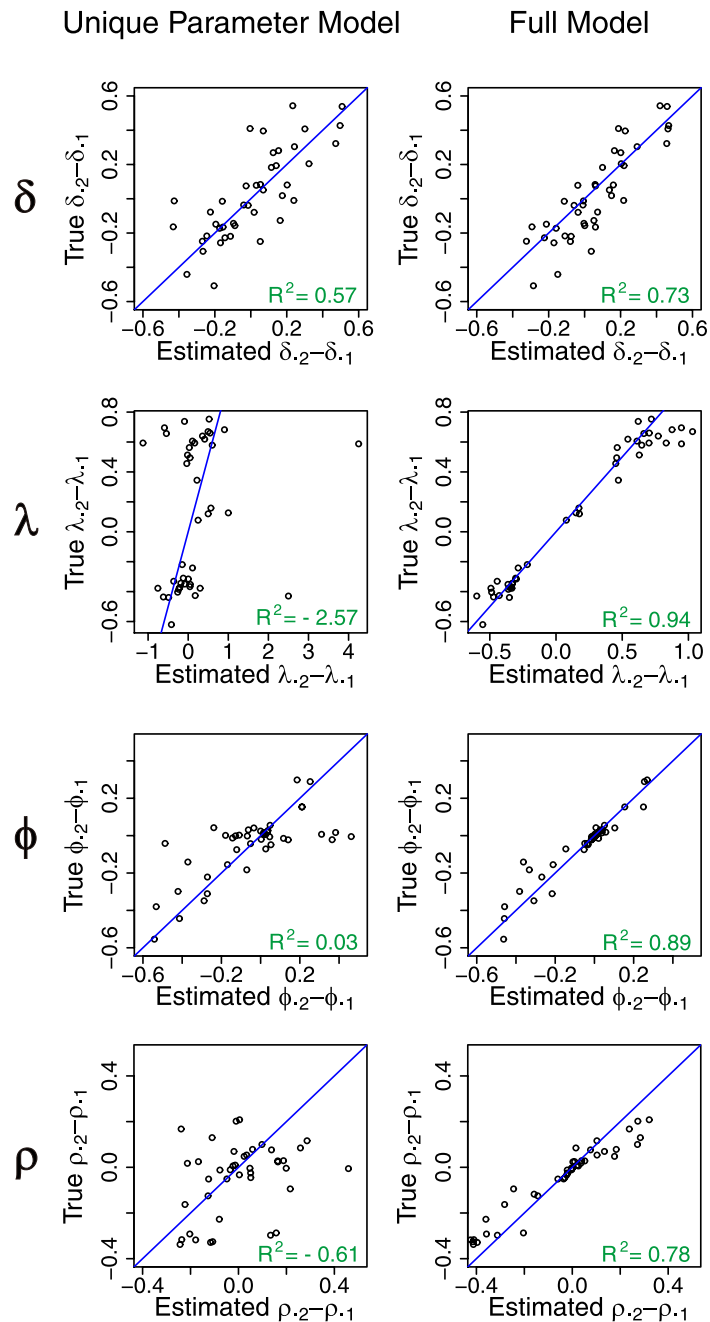 Unique Parameter Model
Full Model
δ
True δ.₂−δ.₁
−0.6 −0.2 0.2 0.6
R² = 0.57
−0.6 −0.2 0.2 0.6
Estimated δ.₂−δ.₁
True δ.₂−δ.₁
−0.6 −0.2 0.2 0.6
R² = 0.73
−0.6 −0.2 0.2 0.6
Estimated δ.₂−δ.₁
λ
True λ.₂−λ.₁
−0.6 0.0 0.4 0.8
R² = - 2.57
−1 0 1 2 3 4
Estimated λ.₂−λ.₁
True λ.₂−λ.₁
−0.6 0.0 0.4 0.8
R² = 0.94
−0.5 0.0 0.5 1.0
Estimated λ.₂−λ.₁
ϕ
True ϕ.₂−ϕ.₁
−0.6 −0.2 0.2
R² = 0.03
−0.6 −0.2 0.2
Estimated ϕ.₂−ϕ.₁
True ϕ.₂−ϕ.₁
−0.6 −0.2 0.2
R² = 0.89
−0.6 −0.2 0.2
Estimated ϕ.₂−ϕ.₁
ρ
True ρ.₂−ρ.₁
−0.4 0.0 0.4
R² = - 0.61
0.0 0.4
Estimated ρ.₂−ρ.₁
True ρ.₂−ρ.₁
−0.4 0.0 0.4
R² = 0.78
−0.4 0.0 0.4
Estimated ρ.₂−ρ.₁